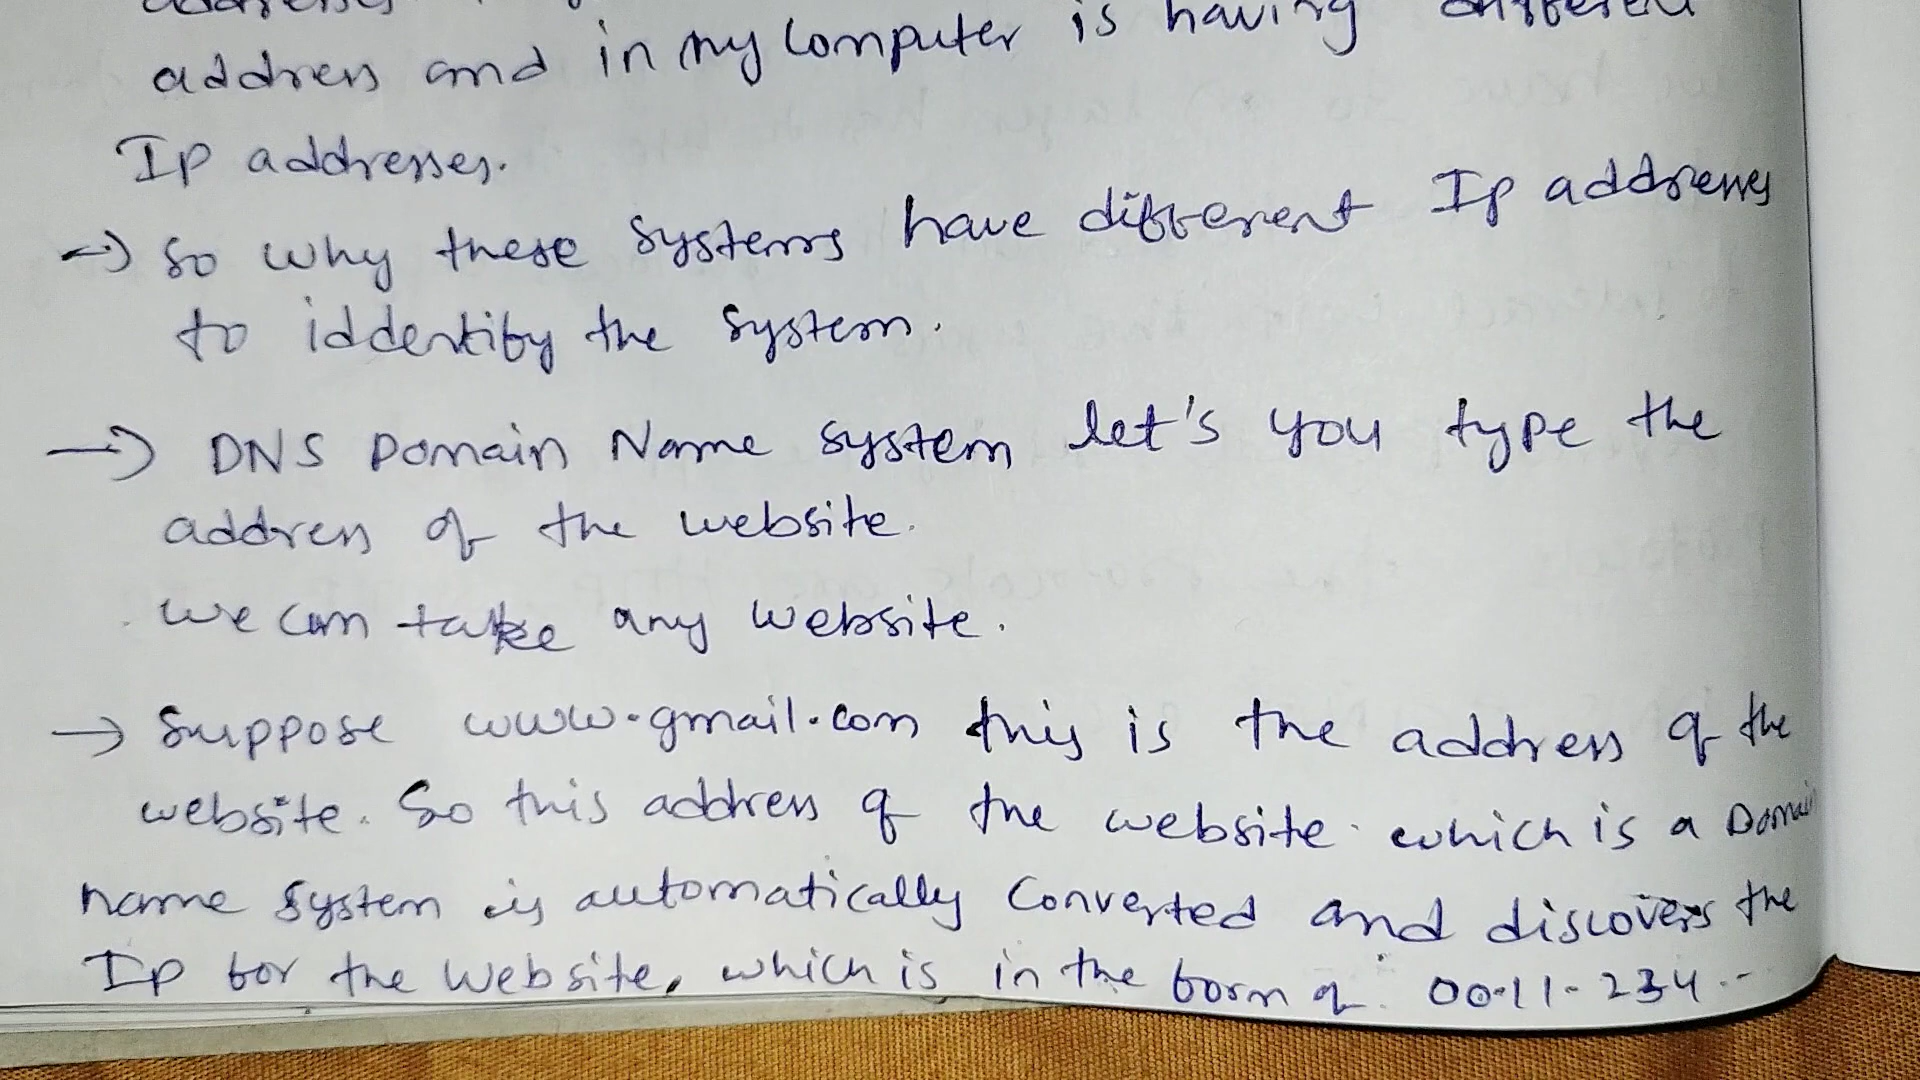 addresses
address and in my Computer is having different
Ip addresses.
→ So why these systems have different Ip addresses
to iddentify the system.
→ DNS Domain Name system let's you type the
address of the website.
we can take any website.
→ Suppose www.gmail.com this is the address of the
website. So this address of the website which is a Domain
name system is automatically Converted and discovers the
Ip for the website, which is in the form of 00.11.234..